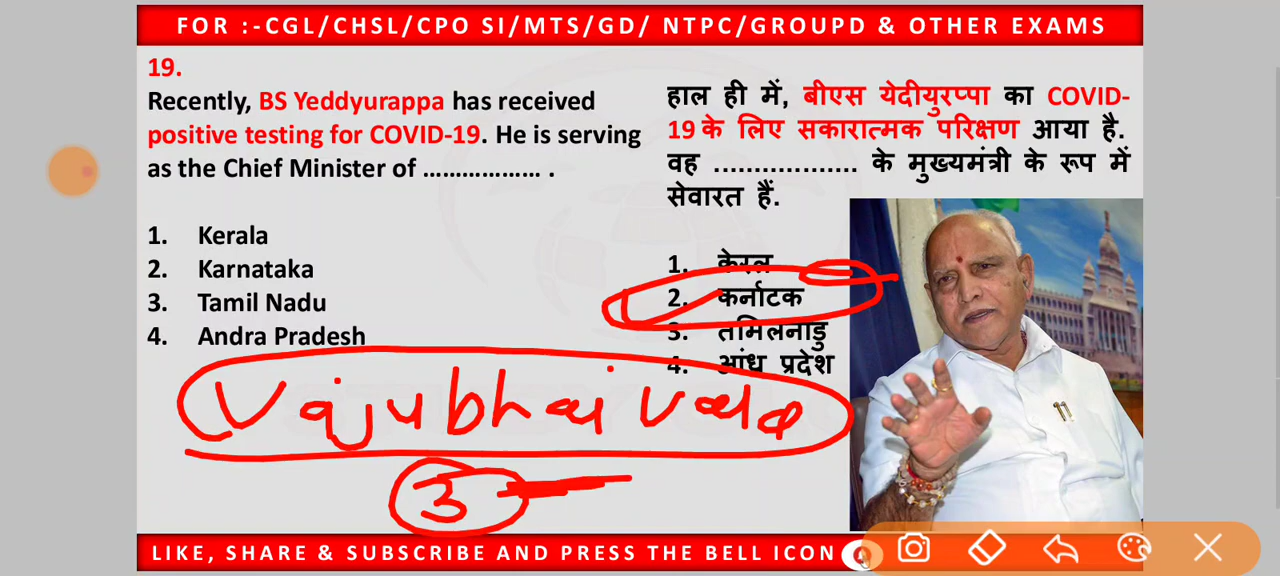 FOR :-CGL/CHSL/CPO SI/MTS/GD/ NTPC/GROUPD & OTHER EXAMS
19.
Recently, BS Yeddyurappa has received
positive testing for COVID-19. He is serving
as the Chief Minister of .................. .
1. Kerala
2. Karnataka
3. Tamil Nadu
4. Andra Pradesh
हाल ही में, बीएस येदीयुरप्पा का COVID-
19 के लिए सकारात्मक परिक्षण आया है.
वह .................. के मुख्यमंत्री के रूप में
सेवारत हैं.
1. केरल
2. कर्नाटक
3. तमिलनाडु
4. आंध प्रदेश
Vajubhai Vala
3
LIKE, SHARE & SUBSCRIBE AND PRESS THE BELL ICON